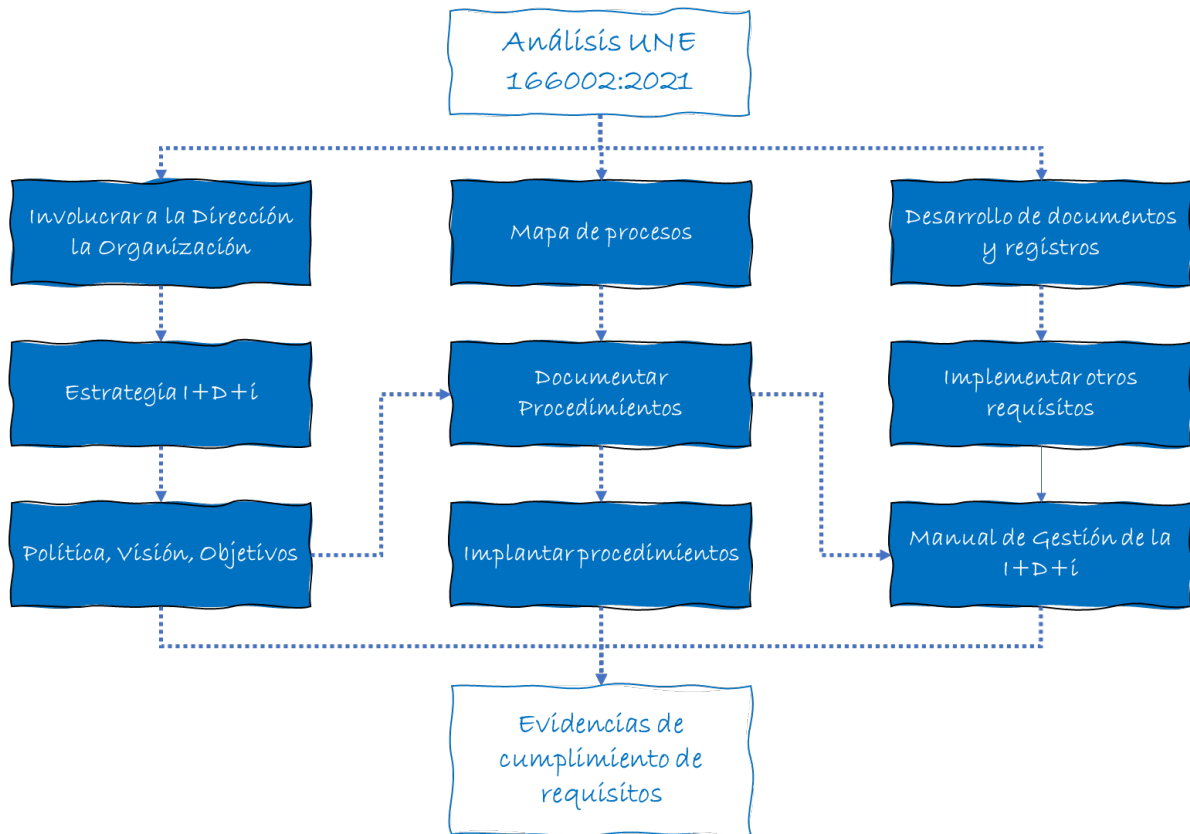 Análisis UNE
166002:2021
Involucrar a la Dirección
la Organización
Mapa de procesos
Desarrollo de documentos
y registros
Estrategia I+D+i
Documentar
Procedimientos
Implementar otros
requisitos
Política, Visión, Objetivos
Implantar procedimientos
Manual de Gestión de la
I+D+i
Evidencias de
cumplimiento de
requisitos